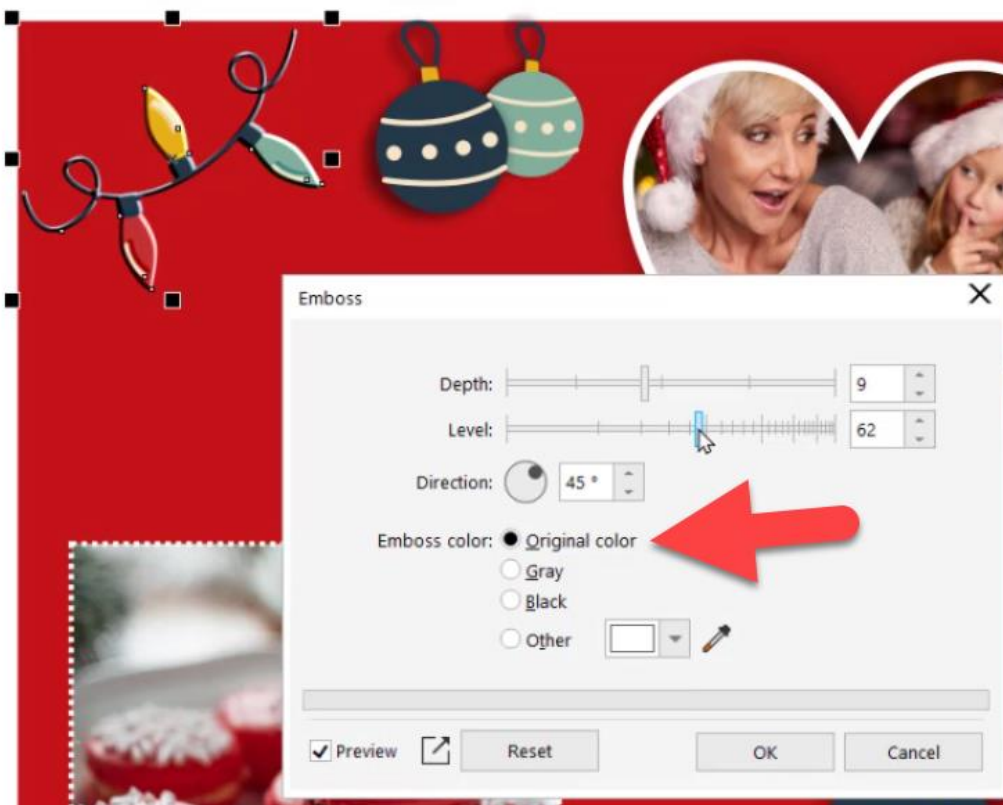 Emboss
Depth: 9
Level: 62
Direction: 45 °
Emboss color: Original color
Gray
Black
Other
Preview Reset OK Cancel